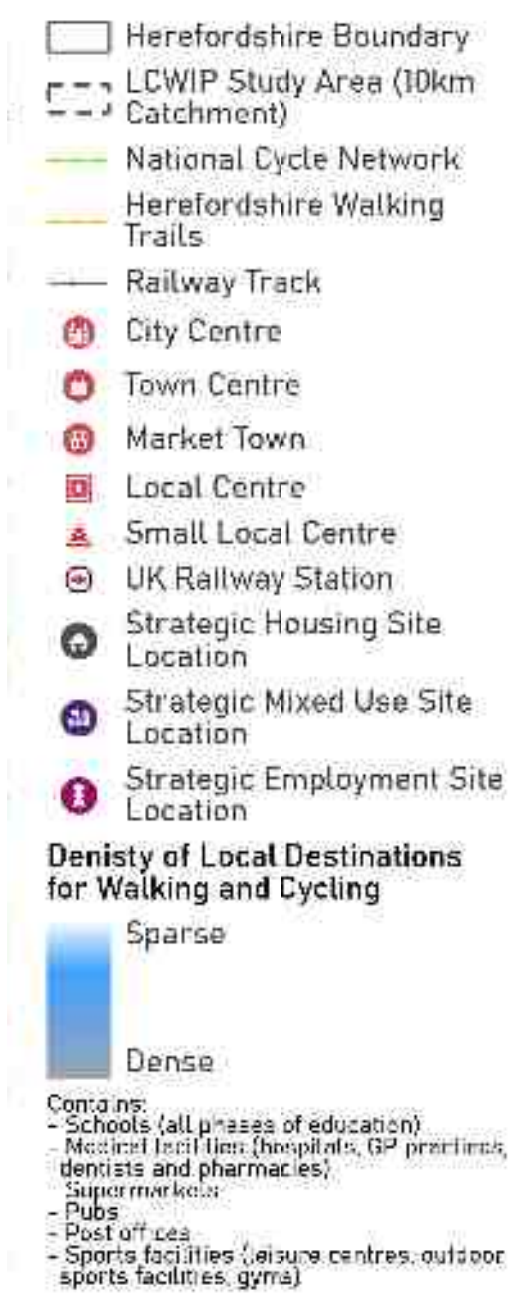 Herefordshire Boundary
LCWIP Study Area (10km
Catchment)
National Cycle Network
Herefordshire Walking
Trails
Railway Track
City Centre
Town Centre
Market Town
Local Centre
Small Local Centre
UK Railway Station
Strategic Housing Site
Location
Strategic Mixed Use Site
Location
Strategic Employment Site
Location
Denisty of Local Destinations
for Walking and Cycling
Sparse
Dense
Contains:
- Schools (all phases of education)
- Medical facilities (hospitals, GP practices,
dentists and pharmacies)
- Supermarkets
- Pubs
- Post offices
- Sports facilities (leisure centres, outdoor
sports facilities, gyms)